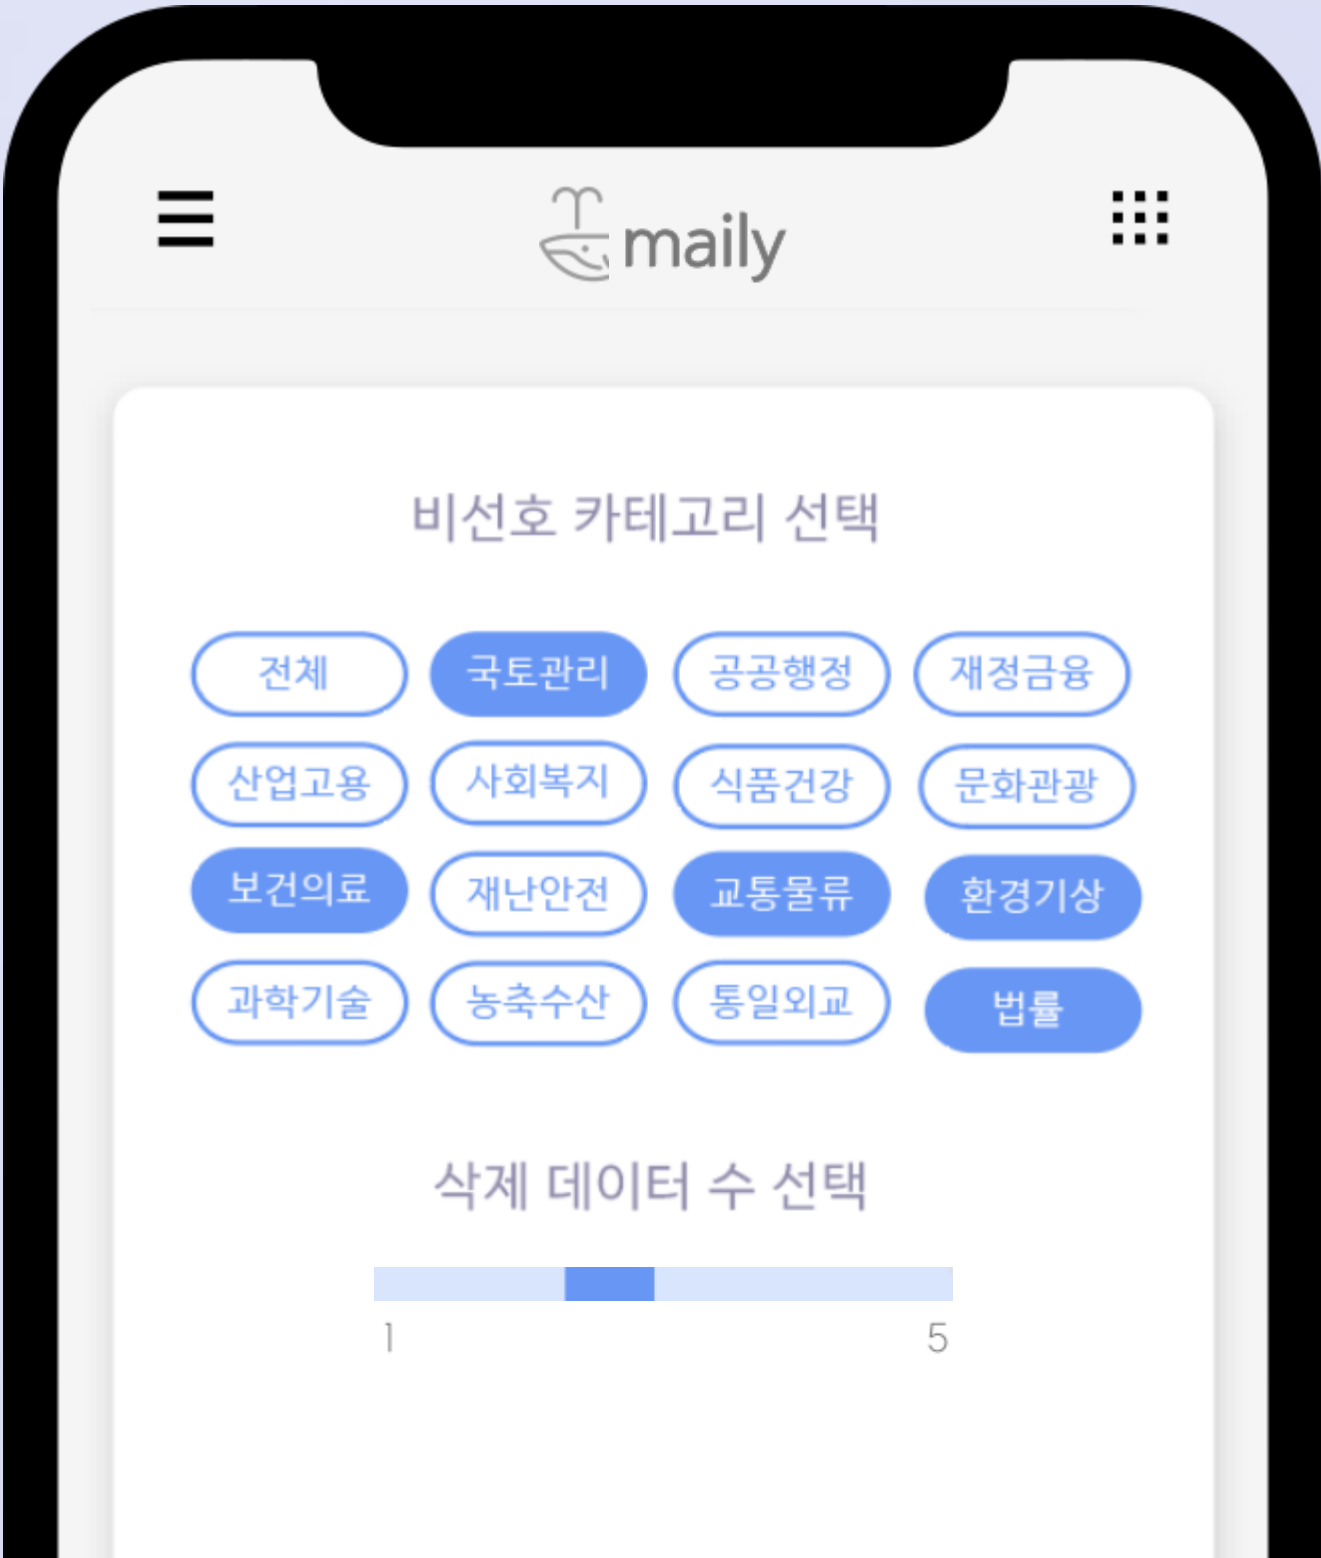 maily
비선호 카테고리 선택
전체 국토관리 공공행정 재정금융
산업고용 사회복지 식품건강 문화관광
보건의료 재난안전 교통물류 환경기상
과학기술 농축수산 통일외교 법률
삭제 데이터 수 선택
1 5